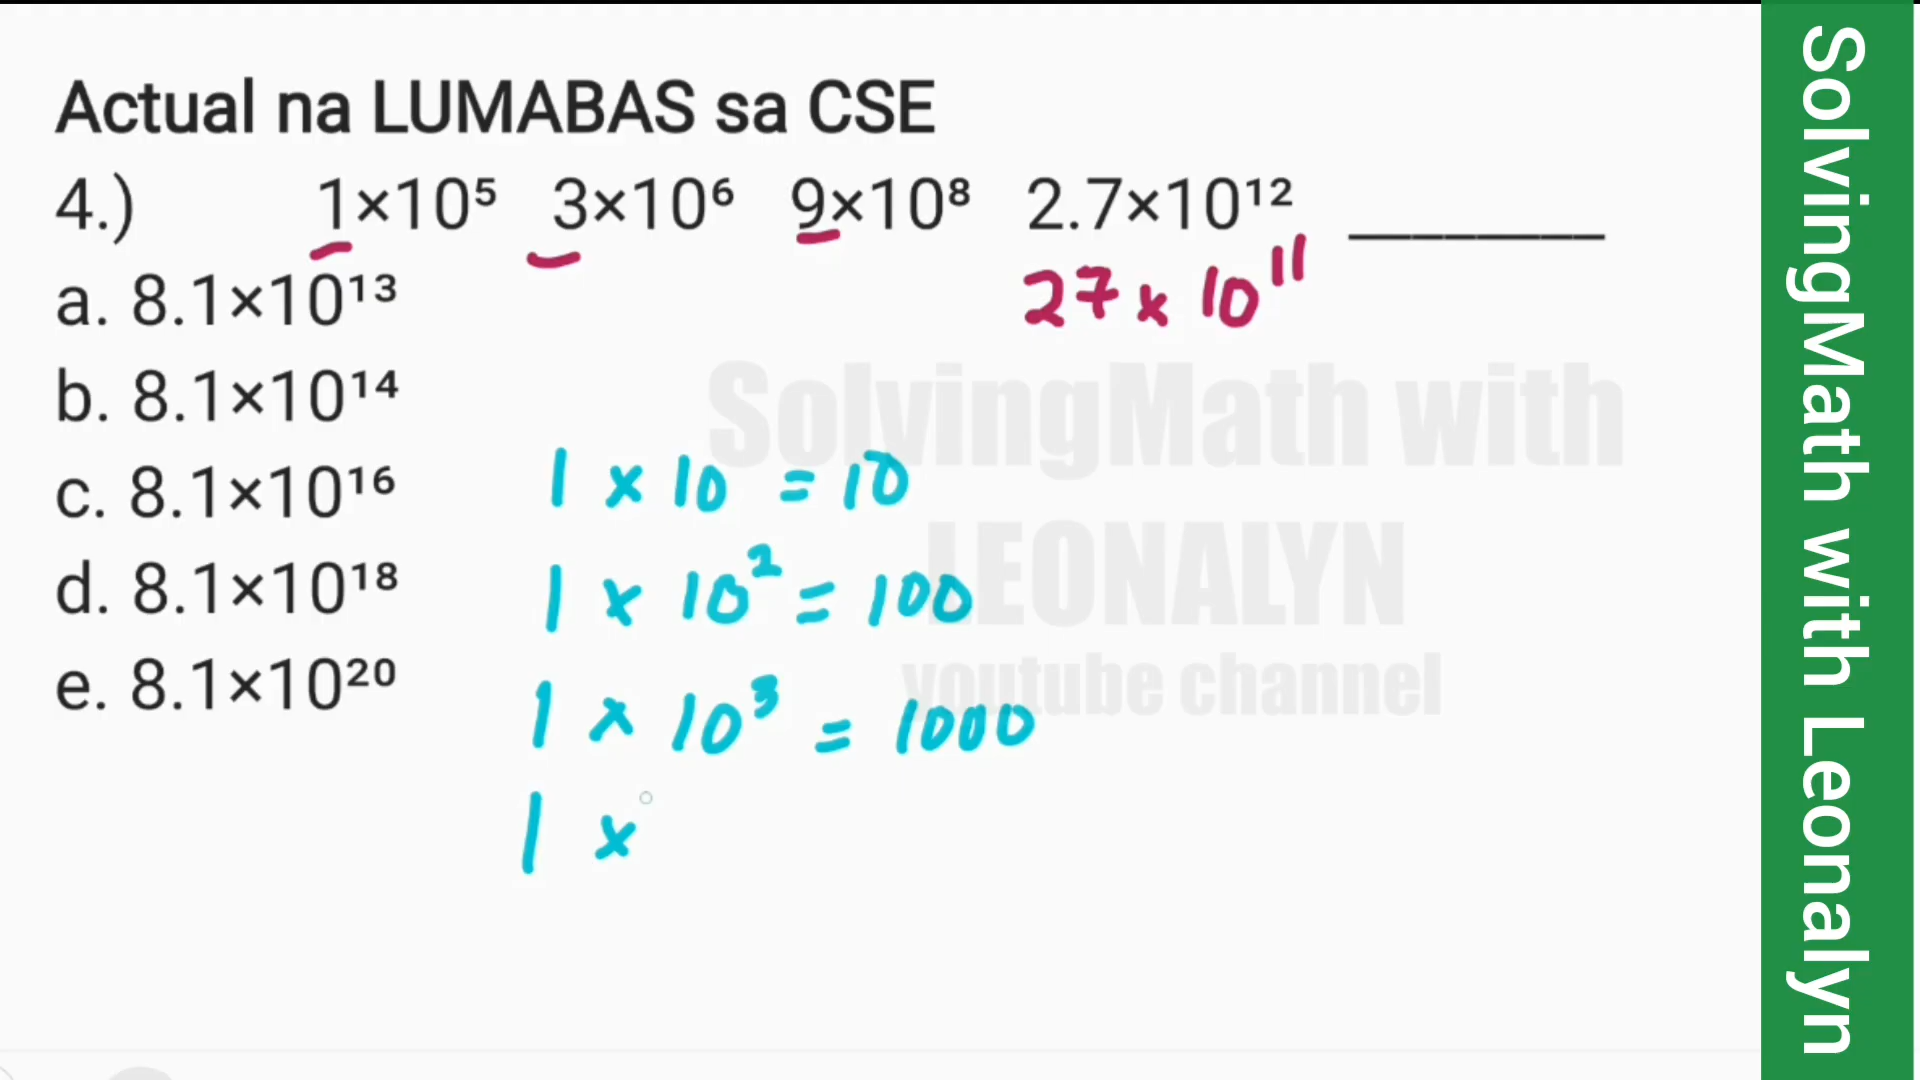 Actual na LUMABAS sa CSE
4.) 1×10⁵ 3×10⁶ 9×10⁸ 2.7×10¹² ________
27 × 10¹¹
a. 8.1×10¹³
b. 8.1×10¹⁴
c. 8.1×10¹⁶
d. 8.1×10¹⁸
e. 8.1×10²⁰
1 × 10 = 10
1 × 10² = 100
1 × 10³ = 1000
1 ×
SolvingMath with
LEONALYN
youtube channel
SolvingMath with Leonalyn